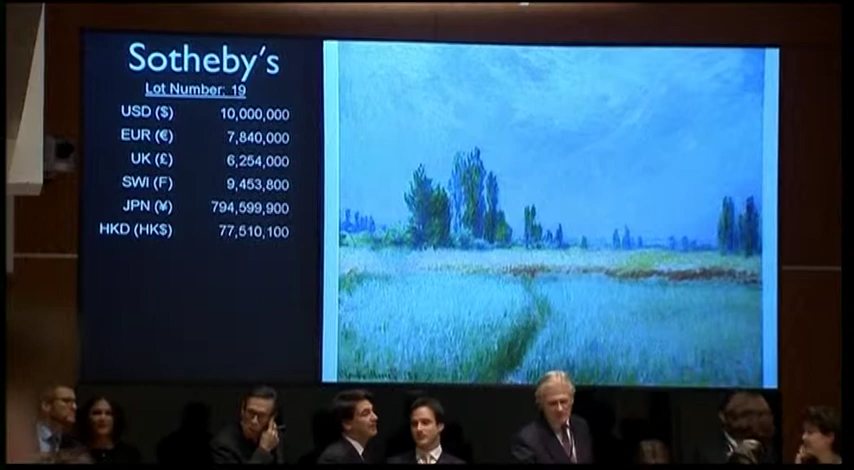 Sotheby's
Lot Number: 19
USD ($) 10,000,000
EUR (€) 7,840,000
UK (£) 6,254,000
SWI (F) 9,453,800
JPN (¥) 794,599,900
HKD (HK$) 77,510,100